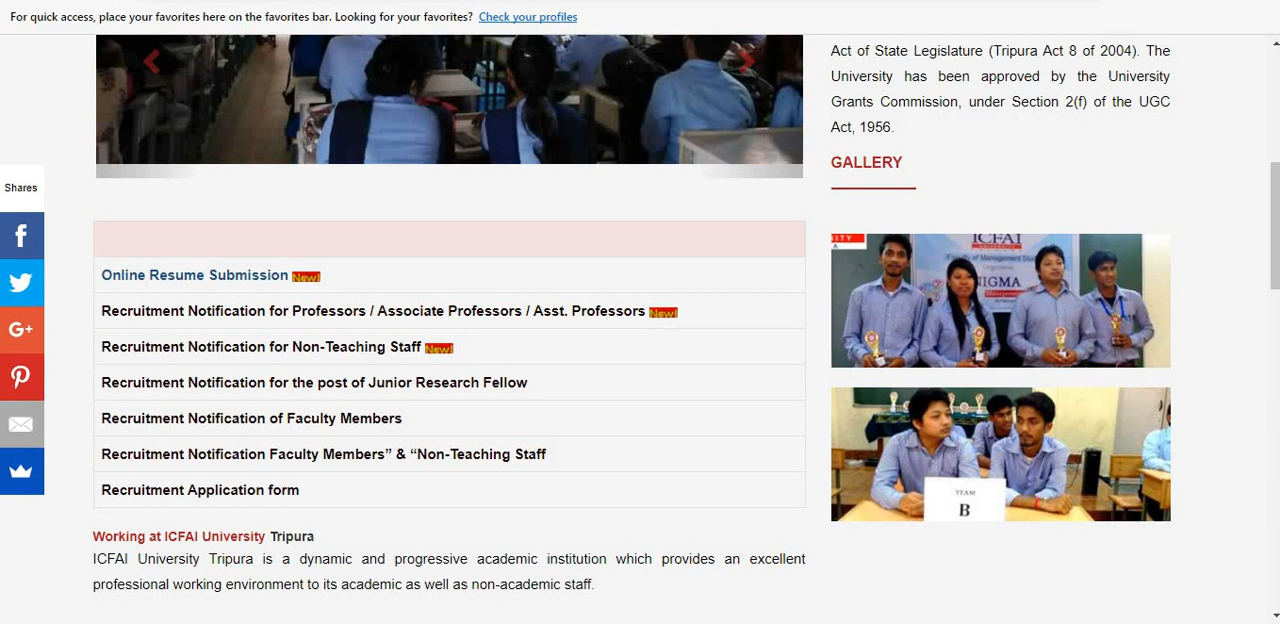 For quick access, place your favorites here on the favorites bar. Looking for your favorites? Check your profiles
Act of State Legislature (Tripura Act 8 of 2004). The
University has been approved by the University
Grants Commission, under Section 2(f) of the UGC
Act, 1956.
GALLERY
Shares
Online Resume Submission New!
Recruitment Notification for Professors / Associate Professors / Asst. Professors New!
Recruitment Notification for Non-Teaching Staff New!
Recruitment Notification for the post of Junior Research Fellow
Recruitment Notification of Faculty Members
Recruitment Notification Faculty Members” & “Non-Teaching Staff
Recruitment Application form
Working at ICFAI University Tripura
ICFAI University Tripura is a dynamic and progressive academic institution which provides an excellent
professional working environment to its academic as well as non-academic staff.
ICFAI
UNIVERSITY
Faculty of Management
NIGMA
TEAM
B